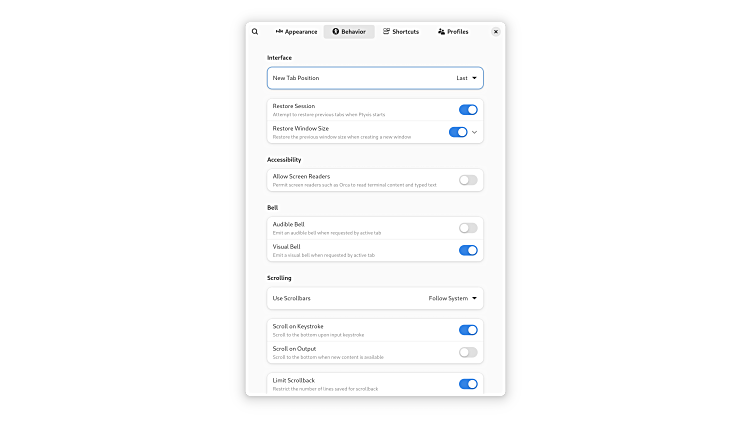 Appearance Behavior Shortcuts Profiles
Interface
New Tab Position Last
Restore Session
Attempt to restore previous tabs when Ptyxis starts
Restore Window Size
Restore the previous window size when creating a new window
Accessibility
Allow Screen Readers
Permit screen readers such as Orca to read terminal content and typed text
Bell
Audible Bell
Emit an audible bell when requested by active tab
Visual Bell
Emit a visual bell when requested by active tab
Scrolling
Use Scrollbars Follow System
Scroll on Keystroke
Scroll to the bottom upon input keystroke
Scroll on Output
Scroll to the bottom when new content is available
Limit Scrollback
Restrict the number of lines saved for scrollback